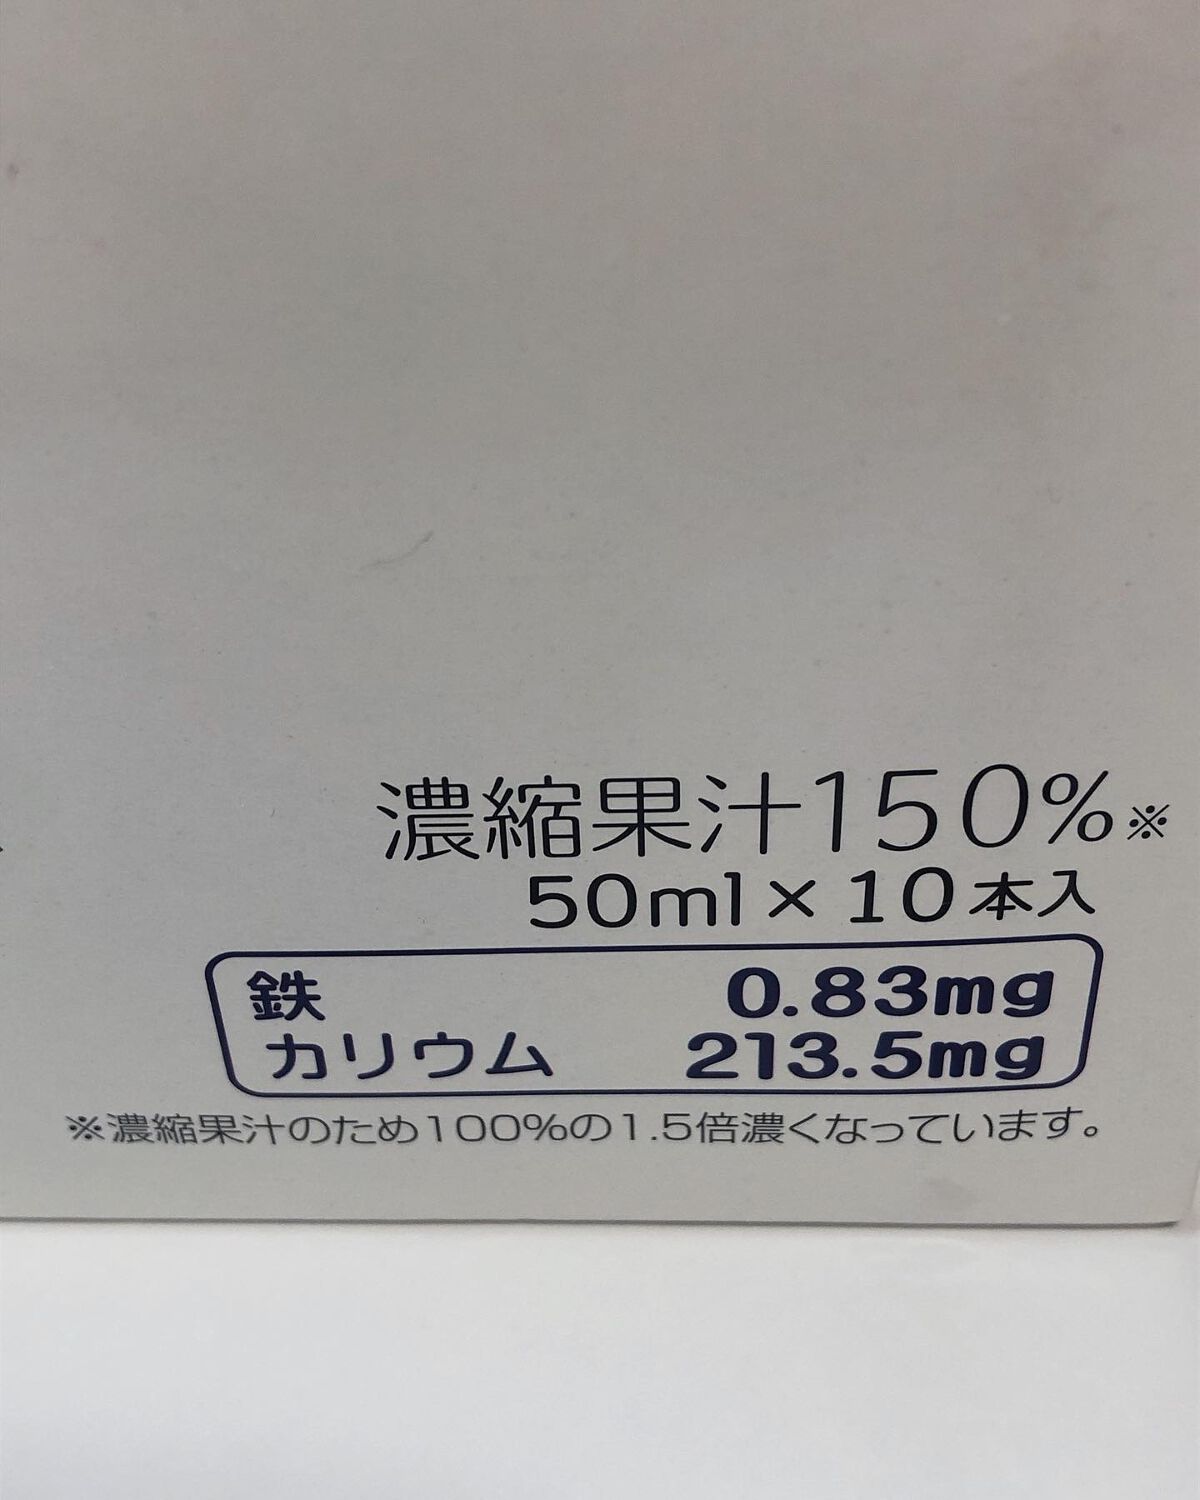 濃縮果汁150%※
50ml×10本入
鉄 0.83mg
カリウム 213.5mg
※濃縮果汁のため100%の1.5倍濃くなっています。